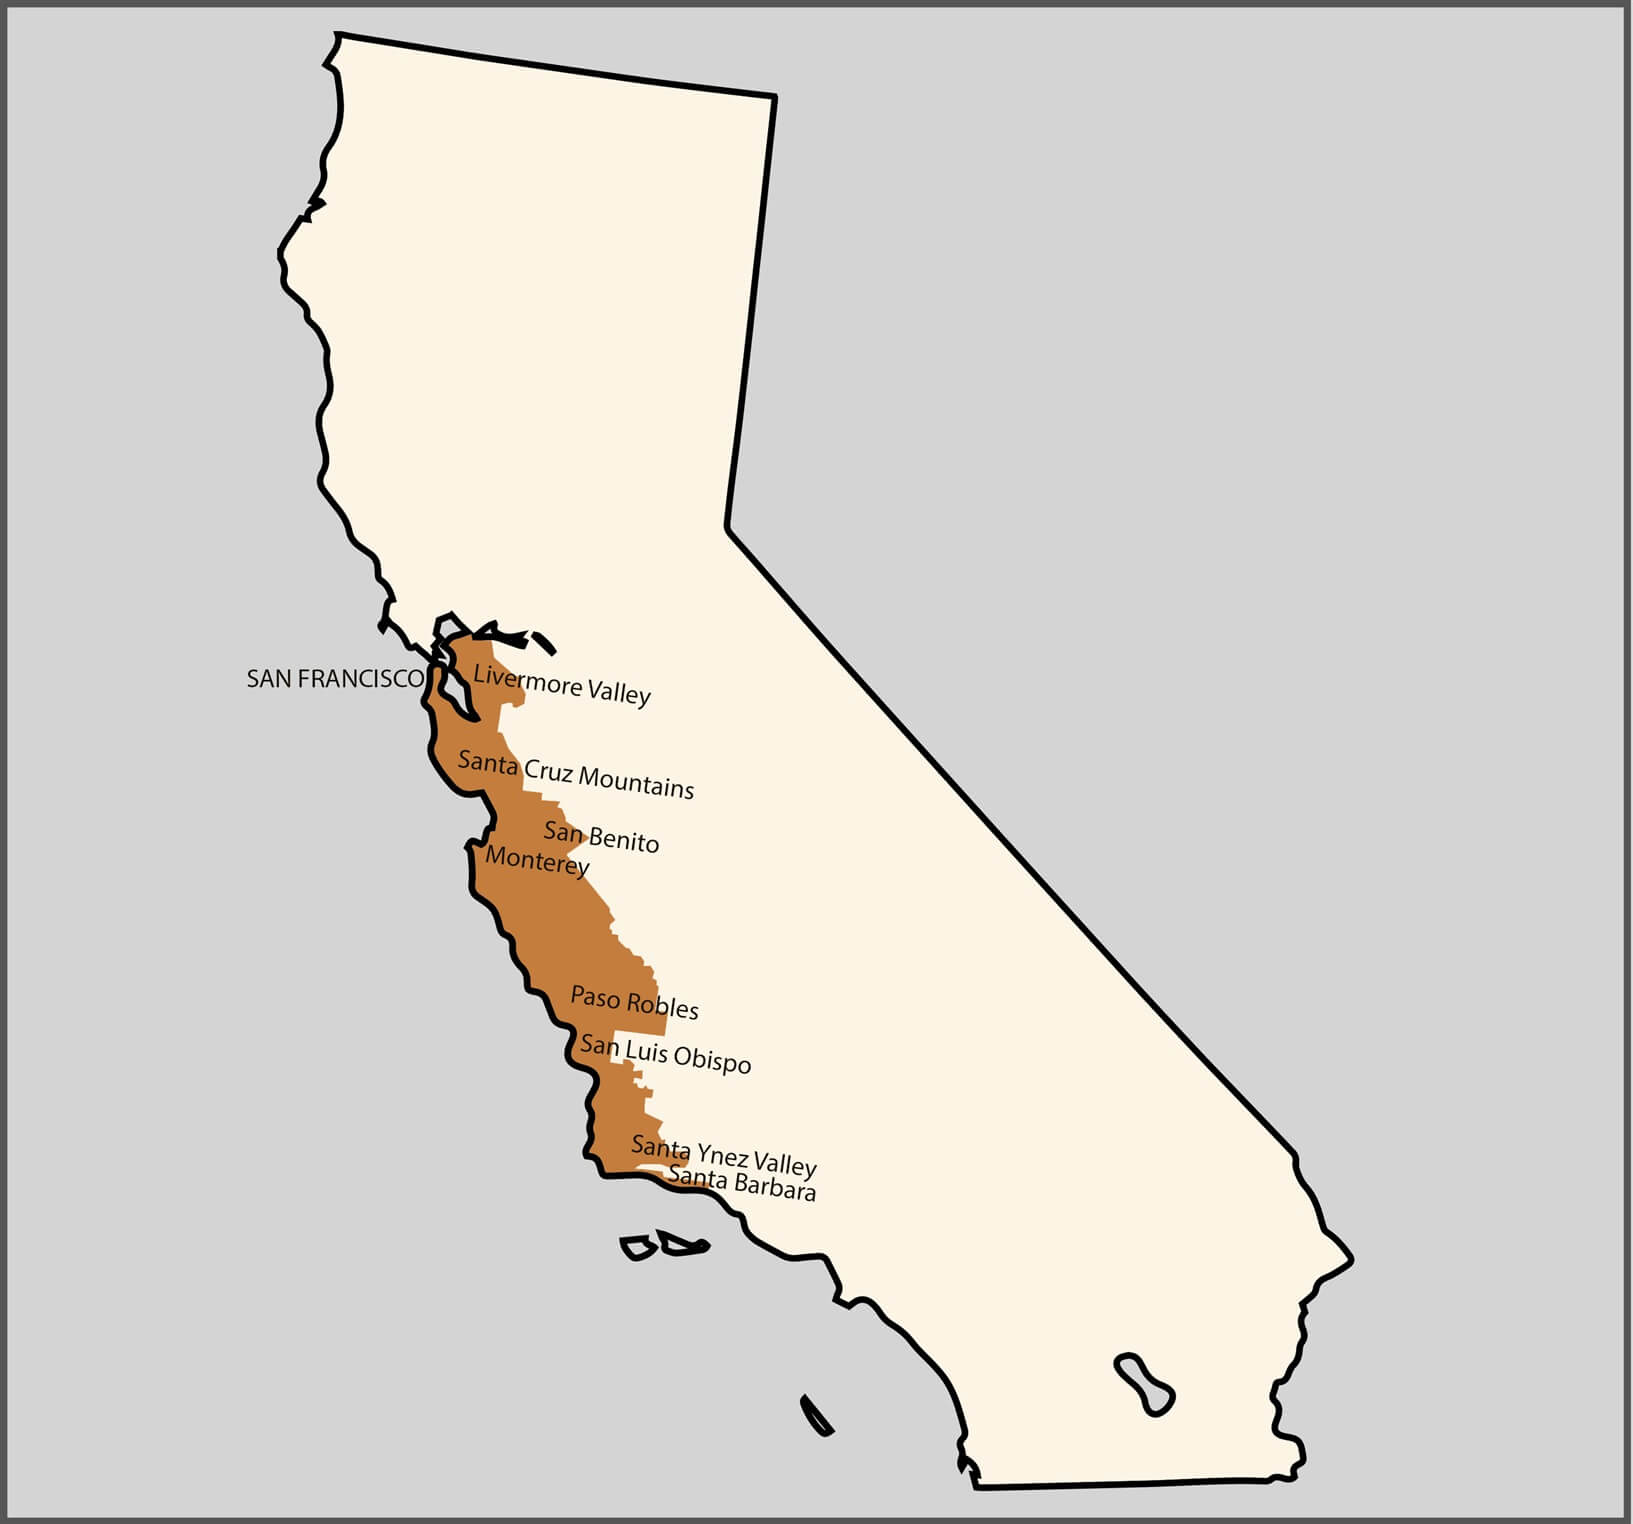 SAN FRANCISCO
Livermore Valley
Santa Cruz Mountains
San Benito
Monterey
Paso Robles
San Luis Obispo
Santa Ynez Valley
Santa Barbara